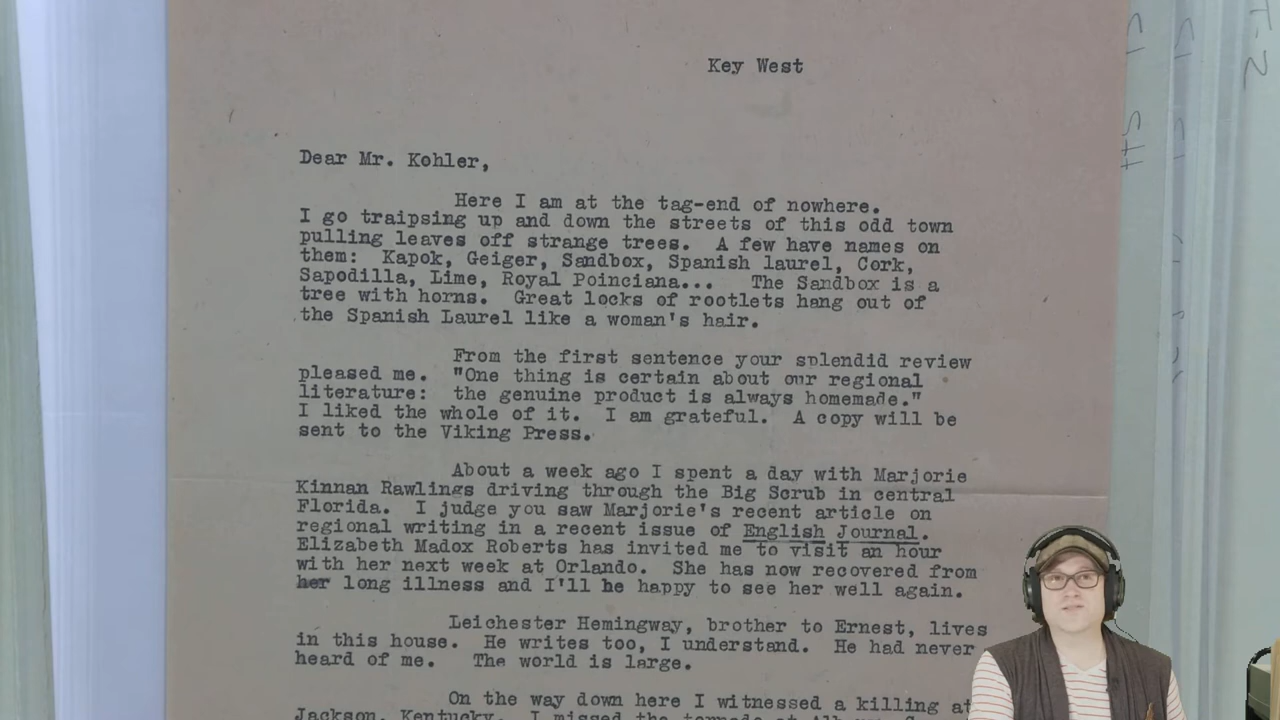 Key West
Dear Mr. Kohler,
Here I am at the tag-end of nowhere.
I go traipsing up and down the streets of this odd town
pulling leaves off strange trees. A few have names on
them: Kapok, Geiger, Sandbox, Spanish laurel, Cork,
Sapodilla, Lime, Royal Poinciana... The Sandbox is a
tree with horns. Great locks of rootlets hang out of
the Spanish Laurel like a woman's hair.
From the first sentence your splendid review
pleased me. "One thing is certain about our regional
literature: the genuine product is always homemade."
I liked the whole of it. I am grateful. A copy will be
sent to the Viking Press.
About a week ago I spent a day with Marjorie
Kinnan Rawlings driving through the Big Scrub in central
Florida. I judge you saw Marjorie's recent article on
regional writing in a recent issue of English Journal.
Elizabeth Madox Roberts has invited me to visit an hour
with her next week at Orlando. She has now recovered from
her long illness and I'll be happy to see her well again.
Leichester Hemingway, brother to Ernest, lives
in this house. He writes too, I understand. He had never
heard of me. The world is large.
On the way down here I witnessed a killing at
Jackson, Kentucky. I missed the tornado at